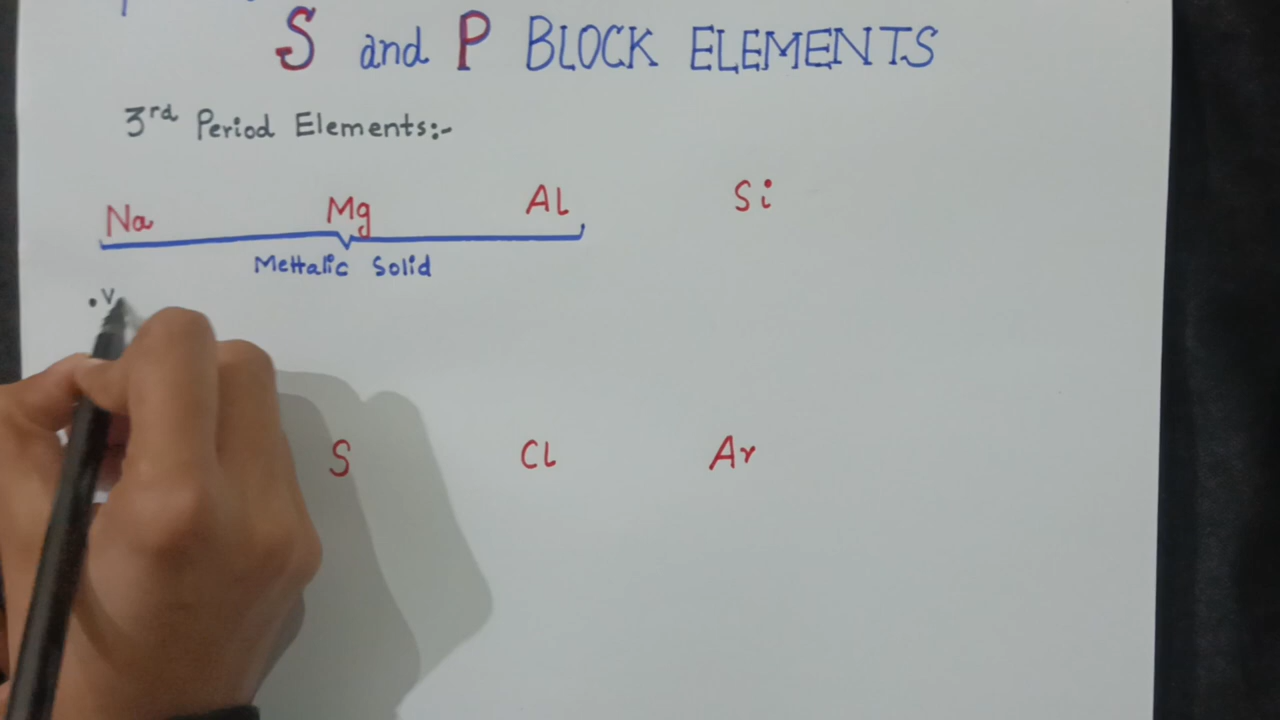 S and P BLOCK ELEMENTS
3rd Period Elements:-
Na Mg Al Si
Mettalic Solid
• v
S Cl Ar